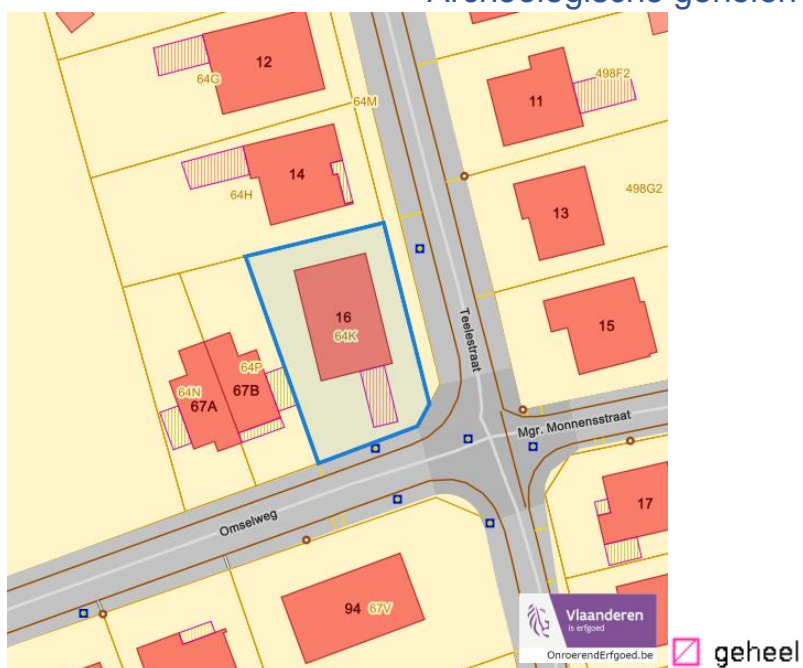 Archeologische geheelen
12
64G
64M
11
498F2
14
64H
13
498G2
16
64K
Teelestraat
15
64P
64N
67B
67A
Mgr. Monnensstraat
Omselweg
17
94 67V
Vlaanderen
is erfgoed
OnroerendErfgoed.be
geheel